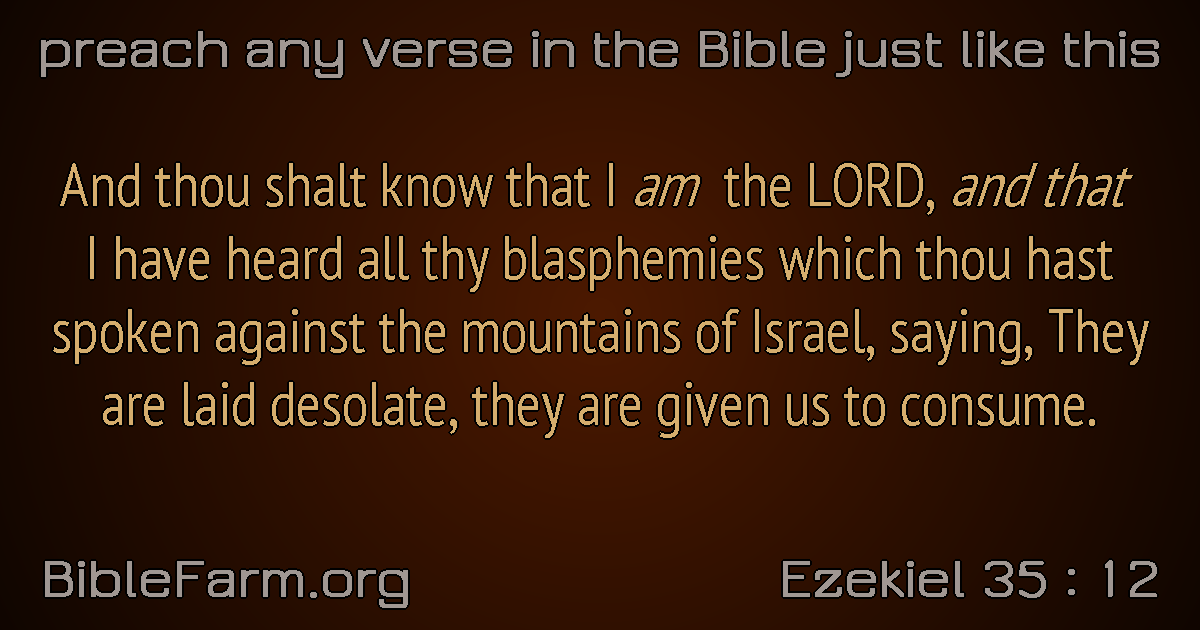 preach any verse in the Bible just like this
And thou shalt know that I am the LORD, and that
I have heard all thy blasphemies which thou hast
spoken against the mountains of Israel, saying, They
are laid desolate, they are given us to consume.
BibleFarm.org
Ezekiel 35 : 12